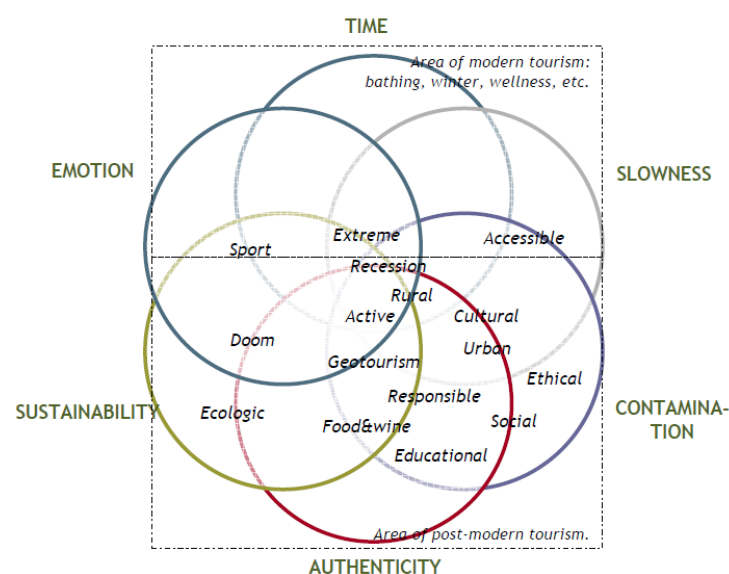 TIME
Area of modern tourism:
bathing, winter, wellness, etc.
EMOTION
SLOWNESS
Extreme
Accessible
Sport
Recession
Rural
Active
Cultural
Doom
Urban
Geotourism
Ethical
Responsible
SUSTAINABILITY
Ecologic
CONTAMINA-
TION
Social
Food&wine
Educational
Area of post-modern tourism.
AUTHENTICITY